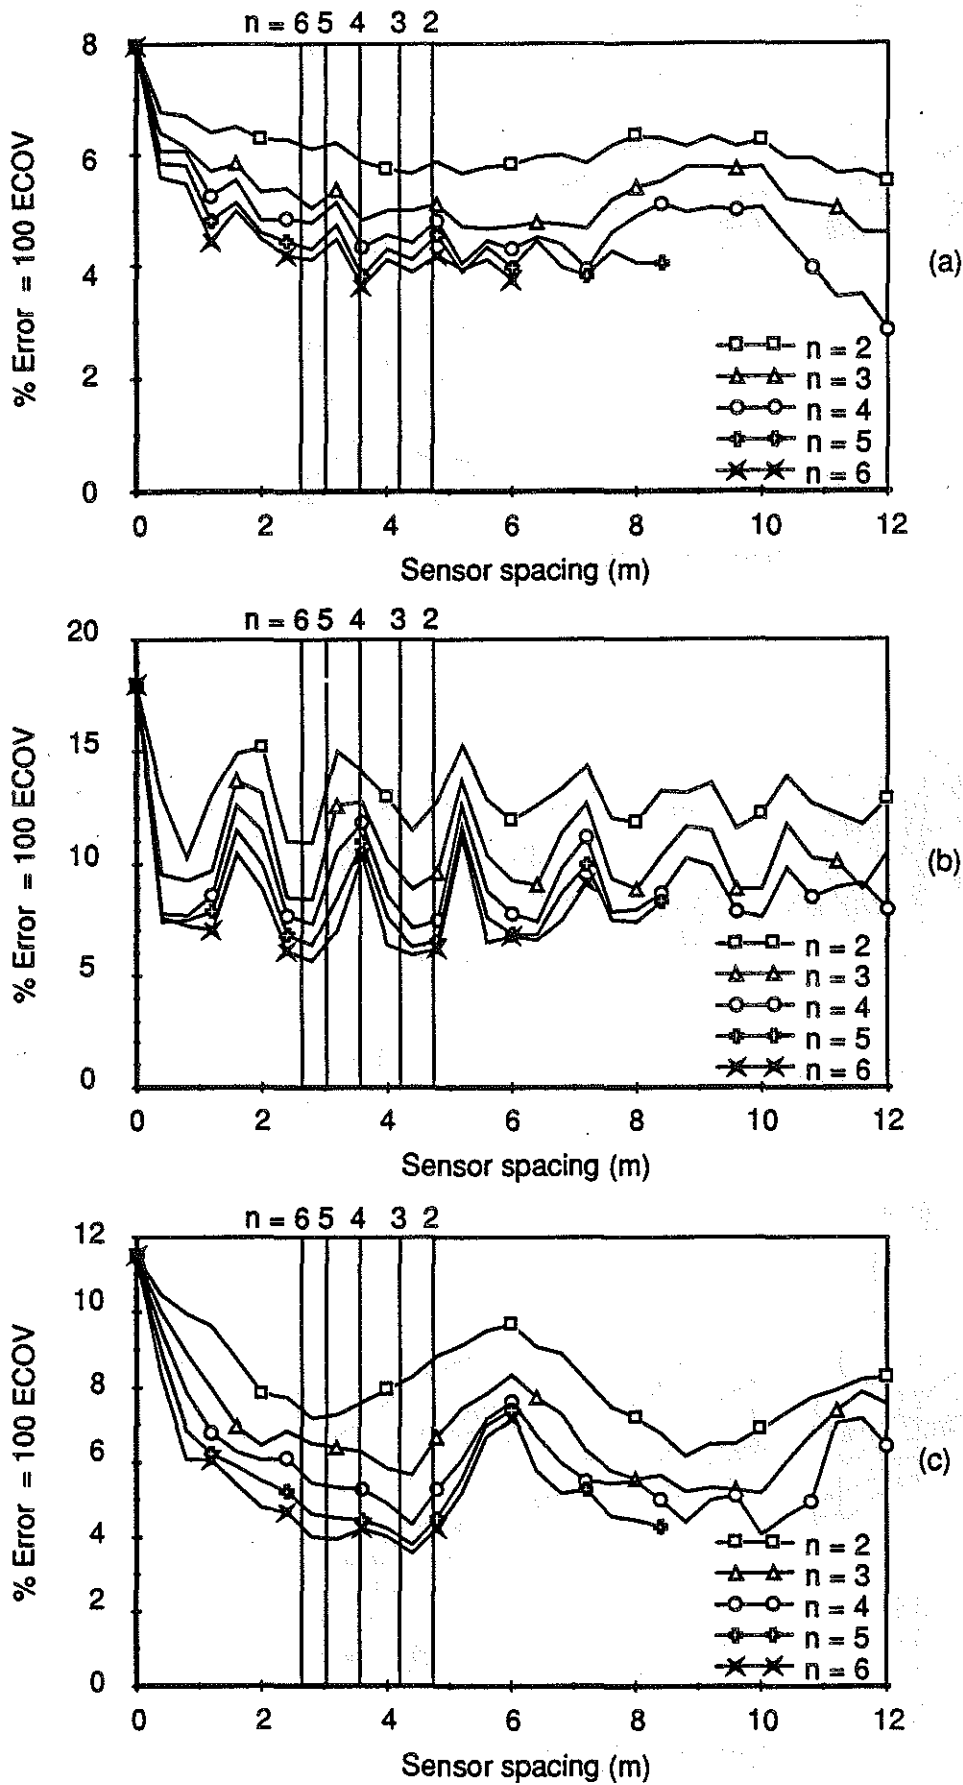 n = 6 5 4 3 2
8
6
4
2
0
% Error = 100 ECOV
0 2 4 6 8 10 12
Sensor spacing (m)
n = 2
n = 3
n = 4
n = 5
n = 6
(a)
n = 6 5 4 3 2
20
15
10
5
0
% Error = 100 ECOV
0 2 4 6 8 10 12
Sensor spacing (m)
n = 2
n = 3
n = 4
n = 5
n = 6
(b)
n = 6 5 4 3 2
12
10
8
6
4
2
0
% Error = 100 ECOV
0 2 4 6 8 10 12
Sensor spacing (m)
n = 2
n = 3
n = 4
n = 5
n = 6
(c)